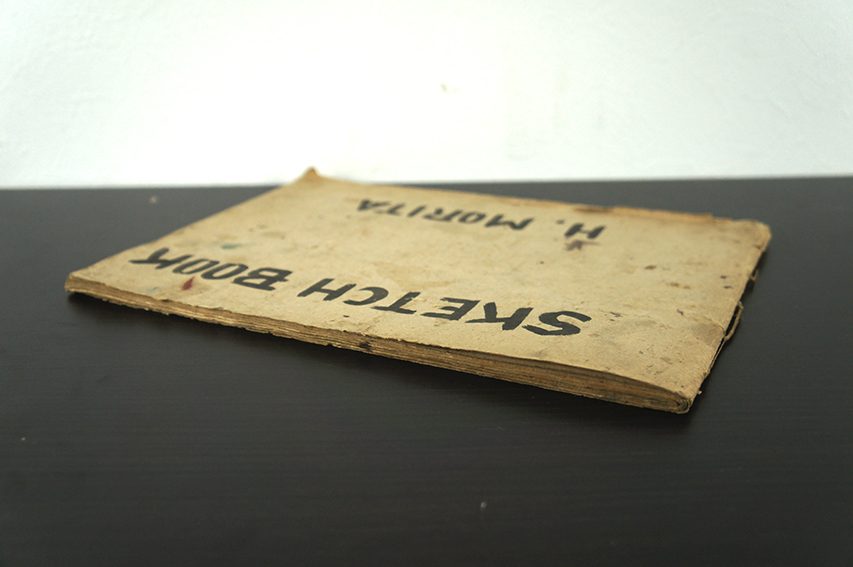 SKETCH BOOK
H. MORITA